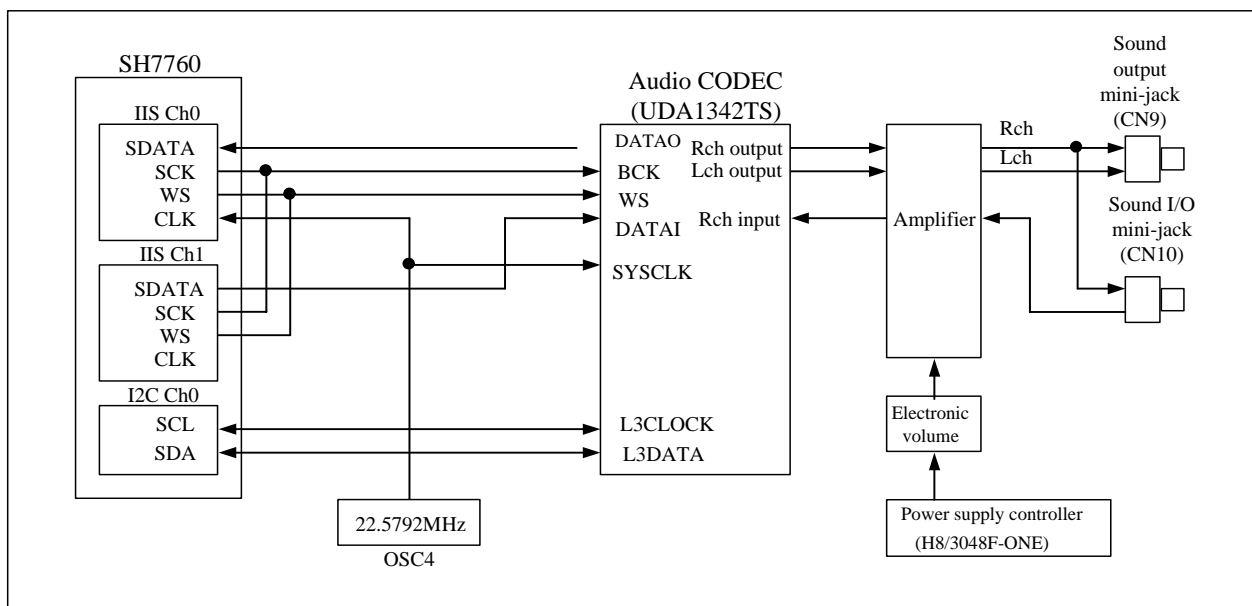 SH7760
IIS Ch0
SDATA
SCK
WS
CLK
IIS Ch1
SDATA
SCK
WS
CLK
I2C Ch0
SCL
SDA
22.5792MHz
OSC4
Audio CODEC
(UDA1342TS)
DATAO
BCK
WS
DATAI
SYSCLK
L3CLOCK
L3DATA
Rch output
Lch output
Rch input
Amplifier
Electronic
volume
Power supply controller
(H8/3048F-ONE)
Rch
Lch
Sound
output
mini-jack
(CN9)
Sound I/O
mini-jack
(CN10)